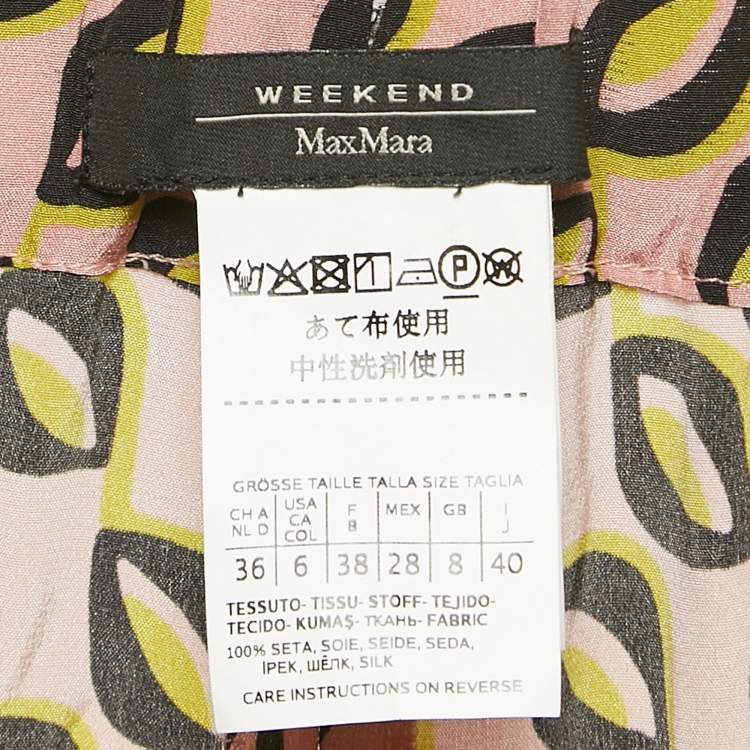 WEEKEND
MaxMara
P W
あて布使用
中性洗剤使用
GRÖSSE TAILLE TALLA SIZE TAGLIA
CH A NL D USA CA COL F B MEX GB I J
36 6 38 28 8 40
TESSUTO- TISSU- STOFF- TEJIDO-
TECIDO- KUMAŞ- ТКАНЬ- FABRIC
100% SETA, SOIE, SEIDE, SEDA,
İPEK, ШЁЛК, SILK
CARE INSTRUCTIONS ON REVERSE